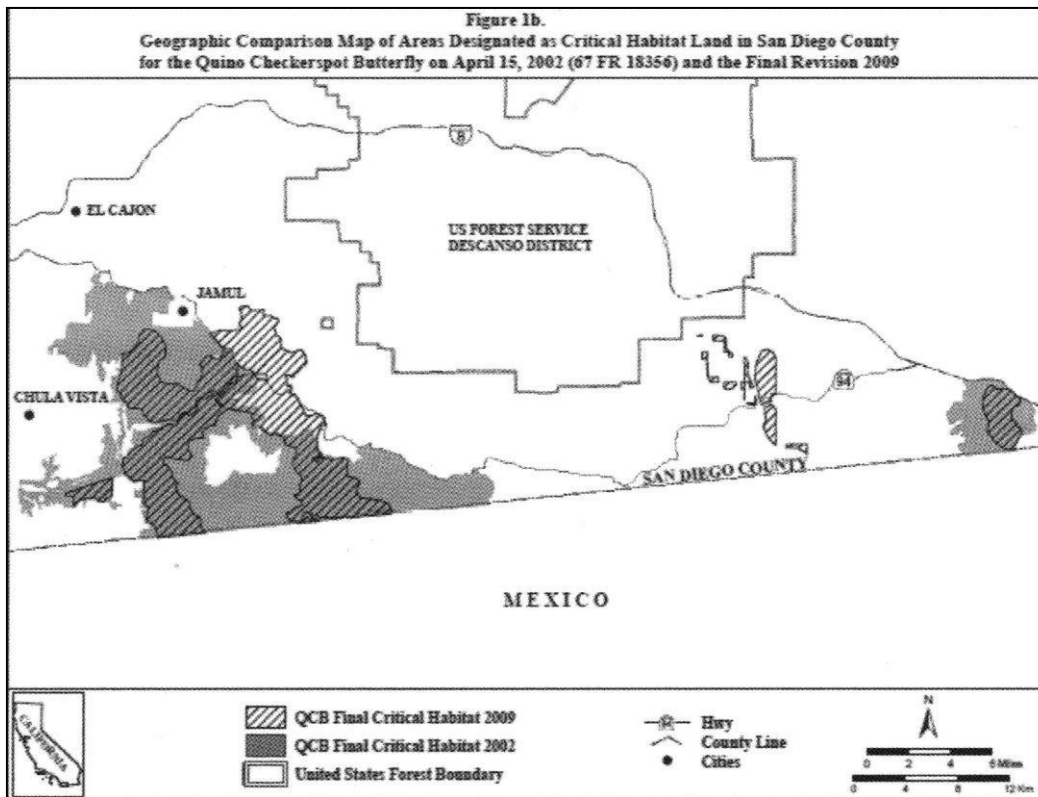 Figure 1b.
Geographic Comparison Map of Areas Designated as Critical Habitat Land in San Diego County
for the Quino Checkerspot Butterfly on April 15, 2002 (67 FR 18356) and the Final Revision 2009
8
EL CAJON
US FOREST SERVICE
DESCANSO DISTRICT
JAMUL
CHULA VISTA
94
SAN DIEGO COUNTY
MEXICO
CALIFORNIA
QCB Final Critical Habitat 2009
QCB Final Critical Habitat 2002
United States Forest Boundary
Hwy
County Line
Cities
N
0 2 4 6 Miles
0 4 8 12 Km